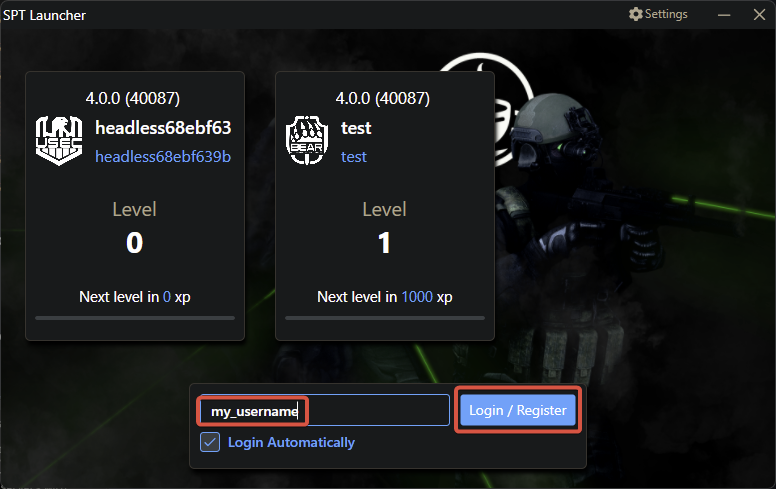 SPT Launcher
Settings
4.0.0 (40087)
USEC
headless68ebf63
headless68ebf639b
Level
0
Next level in 0 xp
4.0.0 (40087)
BEAR
test
test
Level
1
Next level in 1000 xp
my_username
Login / Register
Login Automatically